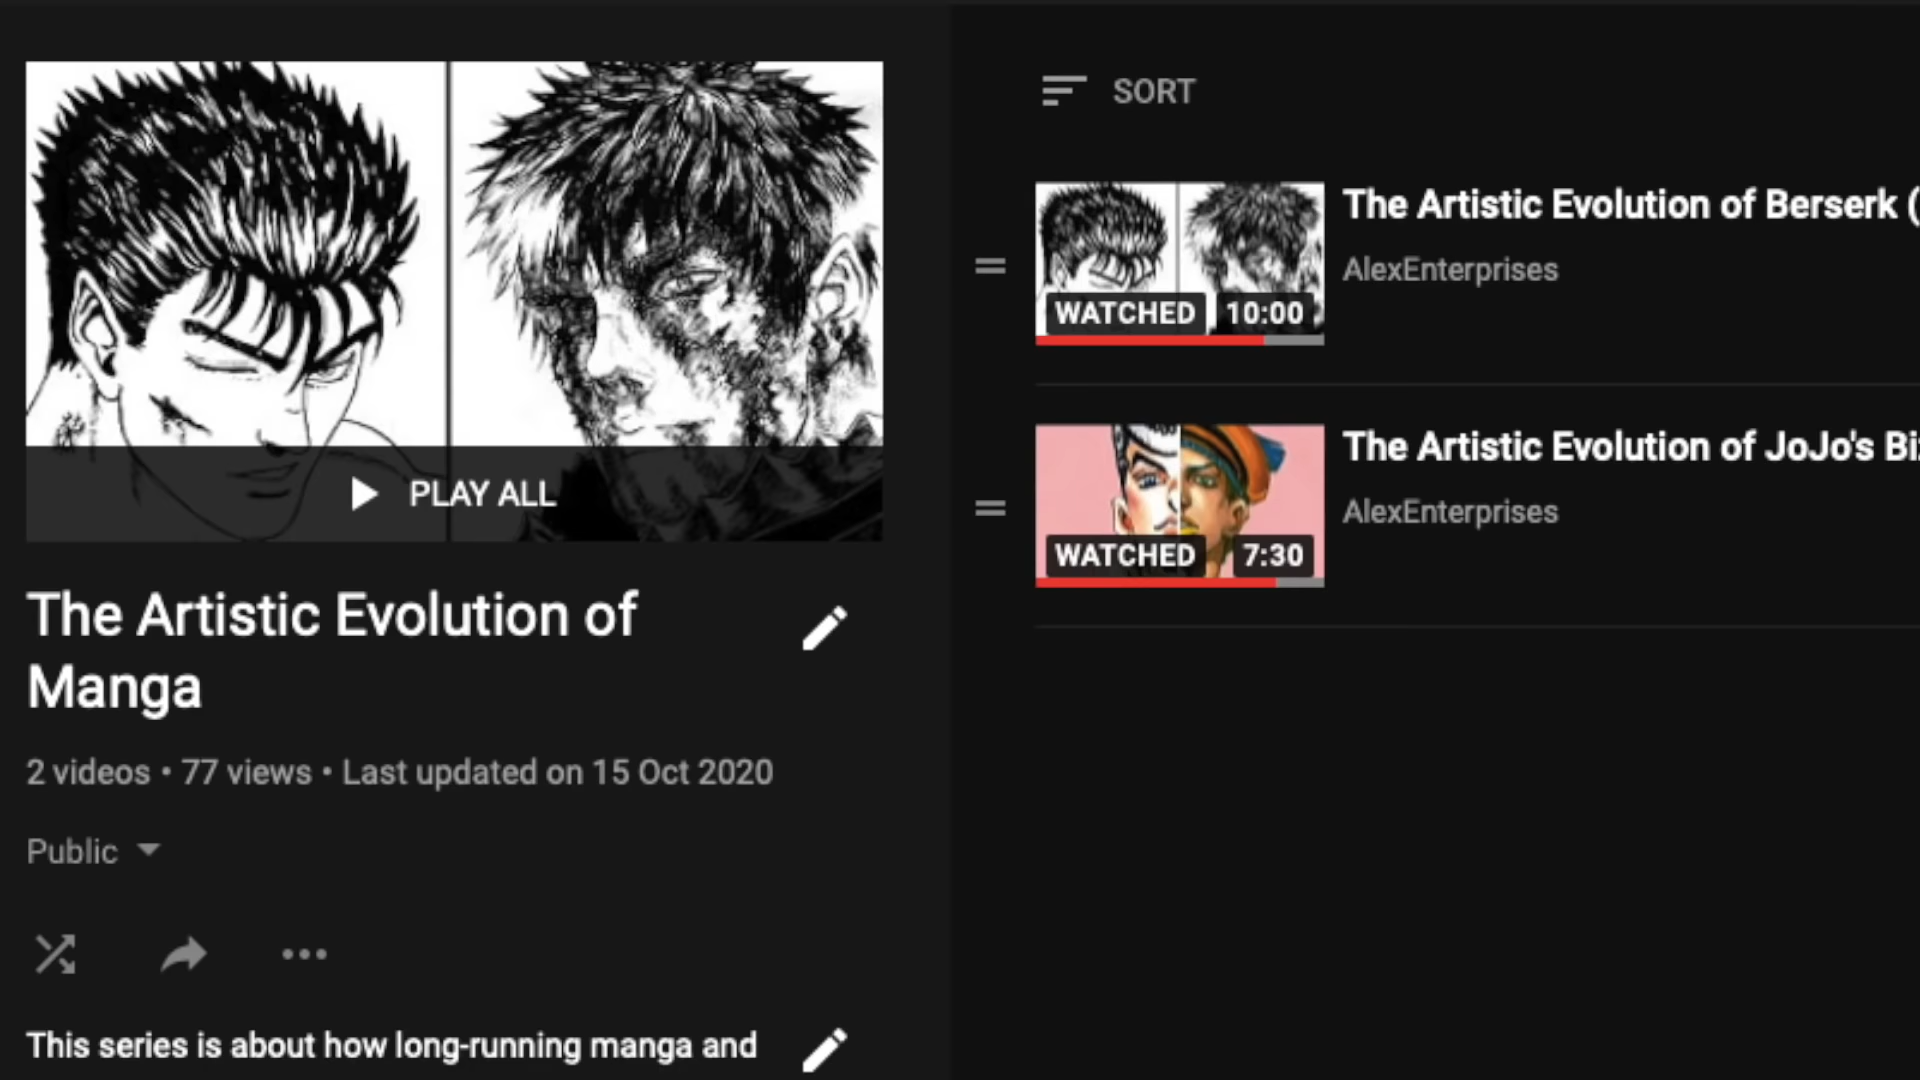 PLAY ALL
The Artistic Evolution of
Manga
2 videos • 77 views • Last updated on 15 Oct 2020
Public
This series is about how long-running manga and
SORT
The Artistic Evolution of Berserk (
AlexEnterprises
WATCHED 10:00
The Artistic Evolution of JoJo's Bi
AlexEnterprises
WATCHED 7:30